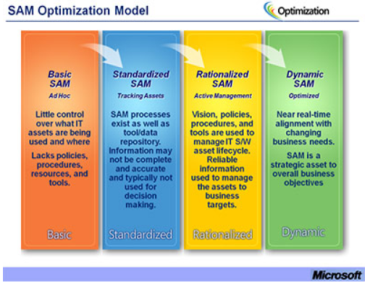 SAM Optimization Model
Optimization
Basic
SAM
Ad Hoc
Little control
over what IT
assets are being
used and where
Lacks policies,
procedures,
resources, and
tools.
Basic
Standardized
SAM
Tracking Assets
SAM processes
exist as well as
tool/data
repository.
Information may
not be complete
and accurate
and typically not
used for
decision
making.
Standardized
Rationalized
SAM
Active Management
Vision, policies,
procedures,
and tools are
used to
manage IT S/W
asset lifecycle.
Reliable
information
used to manage
the assets to
business
targets.
Rationalized
Dynamic
SAM
Optimized
Near real-time
alignment with
changing
business needs.
SAM is a
strategic asset to
overall business
objectives
Dynamic
Microsoft